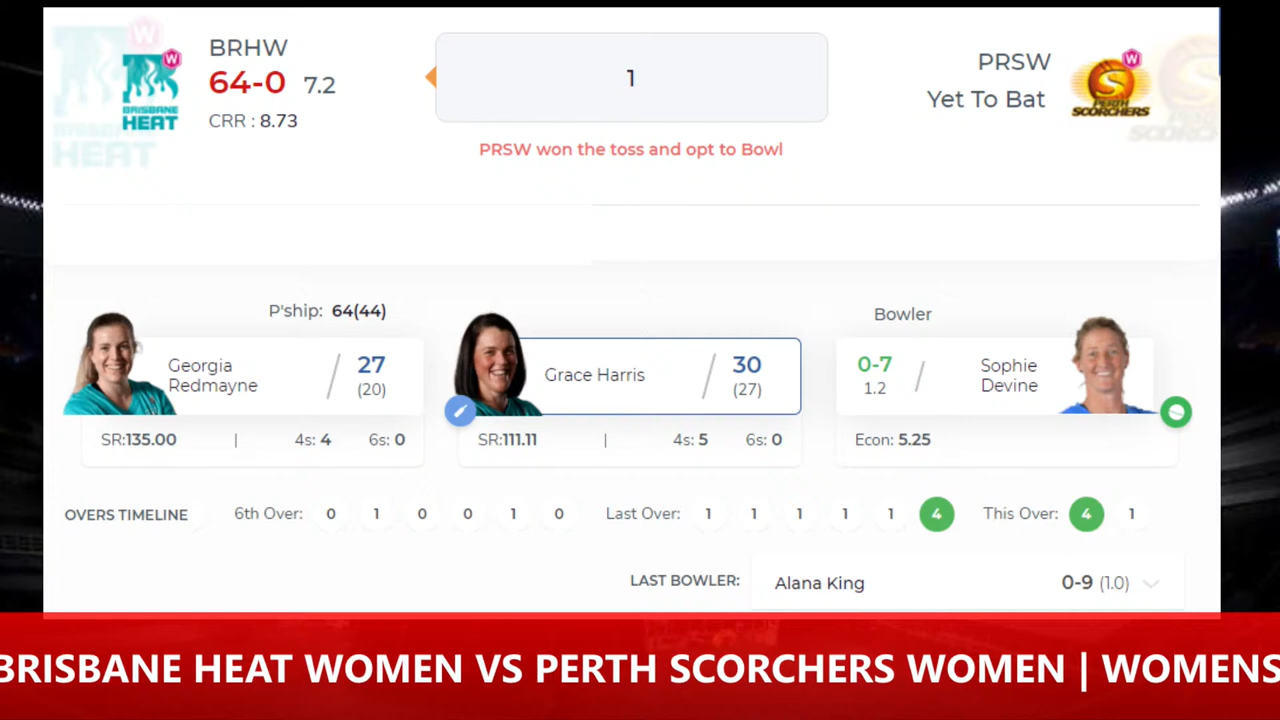 BRHW
64-0 7.2
CRR : 8.73
1
PRSW won the toss and opt to Bowl
PRSW
Yet To Bat
W
BRISBANE
HEAT
W
PERTH
SCORCHERS
P'ship: 64(44)
Georgia
Redmayne
27
(20)
SR:135.00 | 4s: 4 6s: 0
Grace Harris
30
(27)
SR:111.11 | 4s: 5 6s: 0
Bowler
0-7
1.2
Sophie
Devine
Econ: 5.25
OVERS TIMELINE 6th Over: 0 1 0 0 1 0 Last Over: 1 1 1 1 1 4 This Over: 4 1
LAST BOWLER: Alana King 0-9 (1.0)
BRISBANE HEAT WOMEN VS PERTH SCORCHERS WOMEN | WOMENS